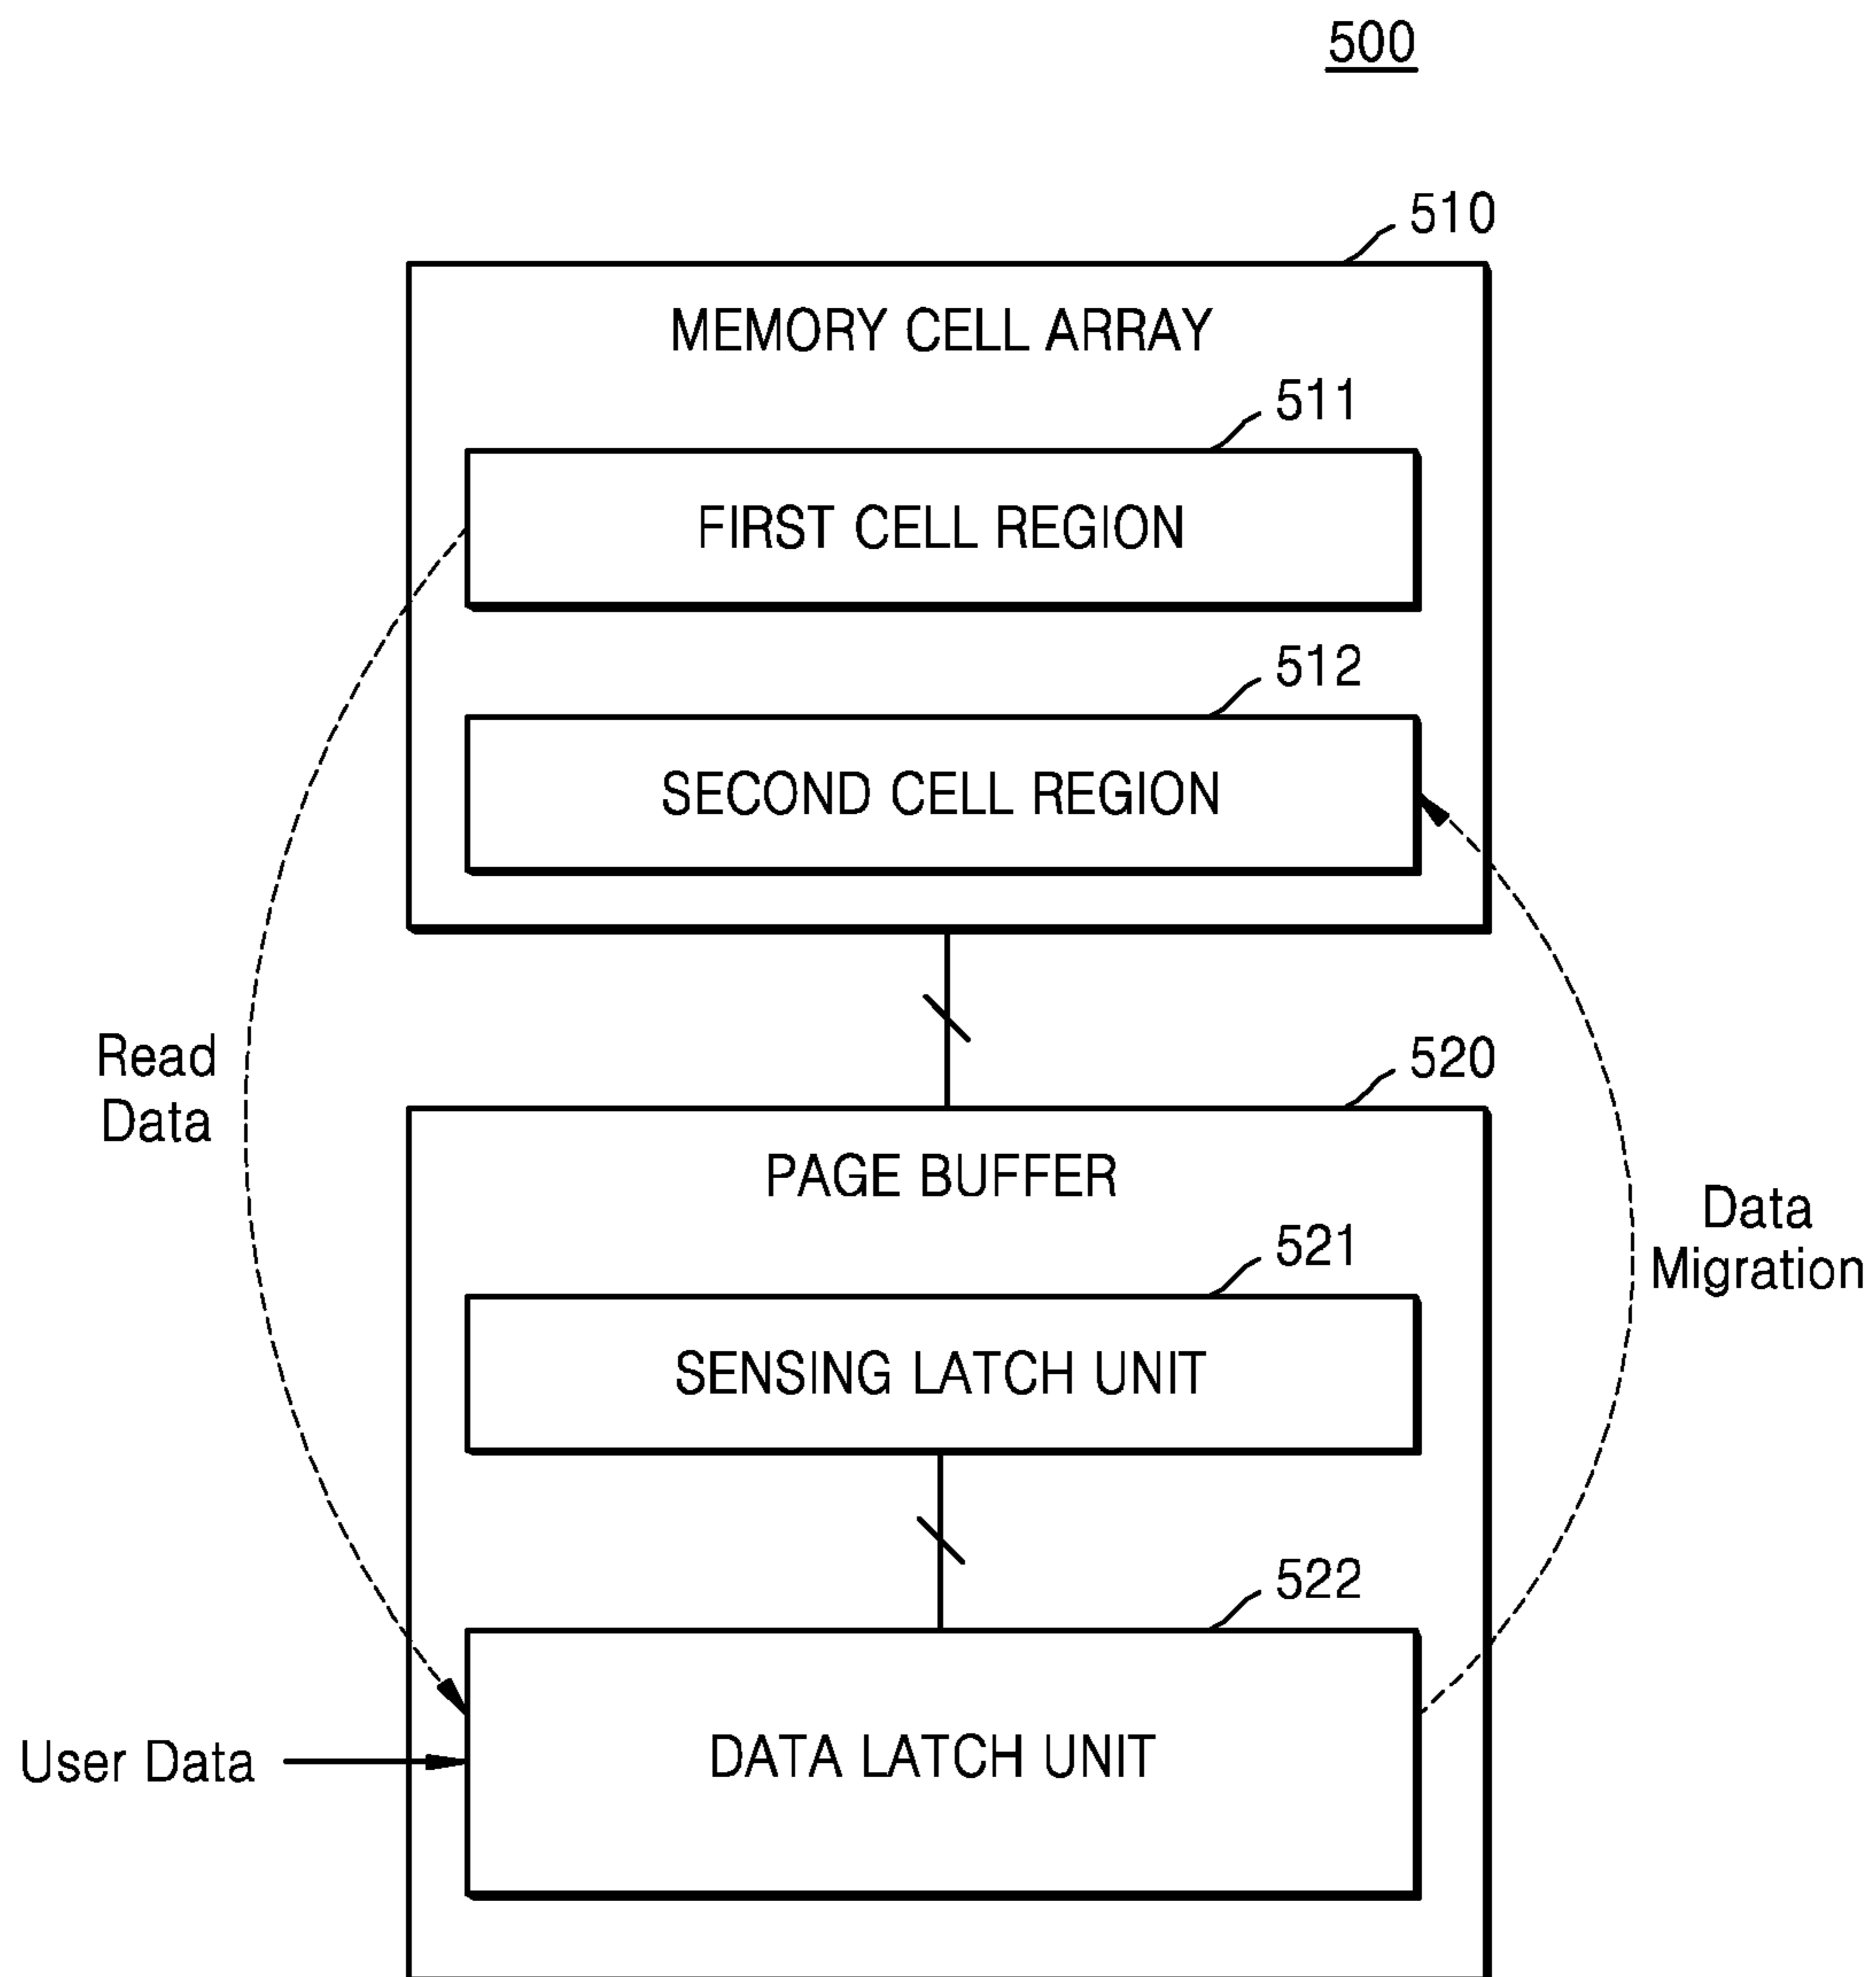 500
510
MEMORY CELL ARRAY
511
FIRST CELL REGION
512
SECOND CELL REGION
Read
Data
520
PAGE BUFFER
Data
Migration
521
SENSING LATCH UNIT
522
User Data
DATA LATCH UNIT